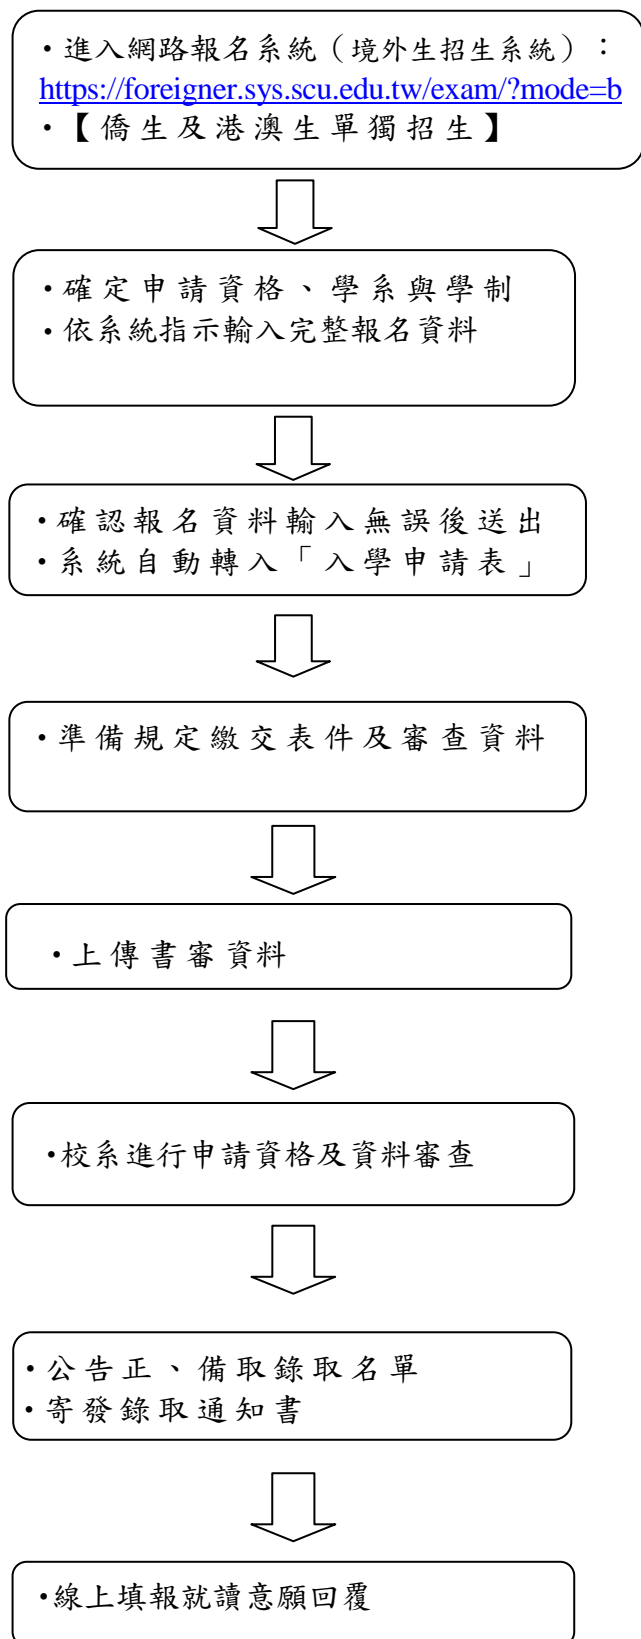 ・進入網路報名系統（境外生招生系統）：
https://foreigner.sys.scu.edu.tw/exam/?mode=b
・【僑生及港澳生單獨招生】
・確定申請資格、學系與學制
・依系統指示輸入完整報名資料
・確認報名資料輸入無誤後送出
・系統自動轉入「入學申請表」
・準備規定繳交表件及審查資料
・上傳書審資料
・校系進行申請資格及資料審查
・公告正、備取錄取名單
・寄發錄取通知書
・線上填報就讀意願回覆